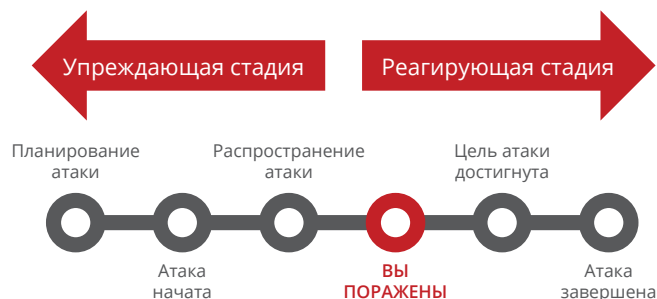 Упреждающая стадия
Реагирующая стадия
Планирование
атаки
Распространение
атаки
Цель атаки
достигнута
Атака
начата
ВЫ
ПОРАЖЕНЫ
Атака
завершена